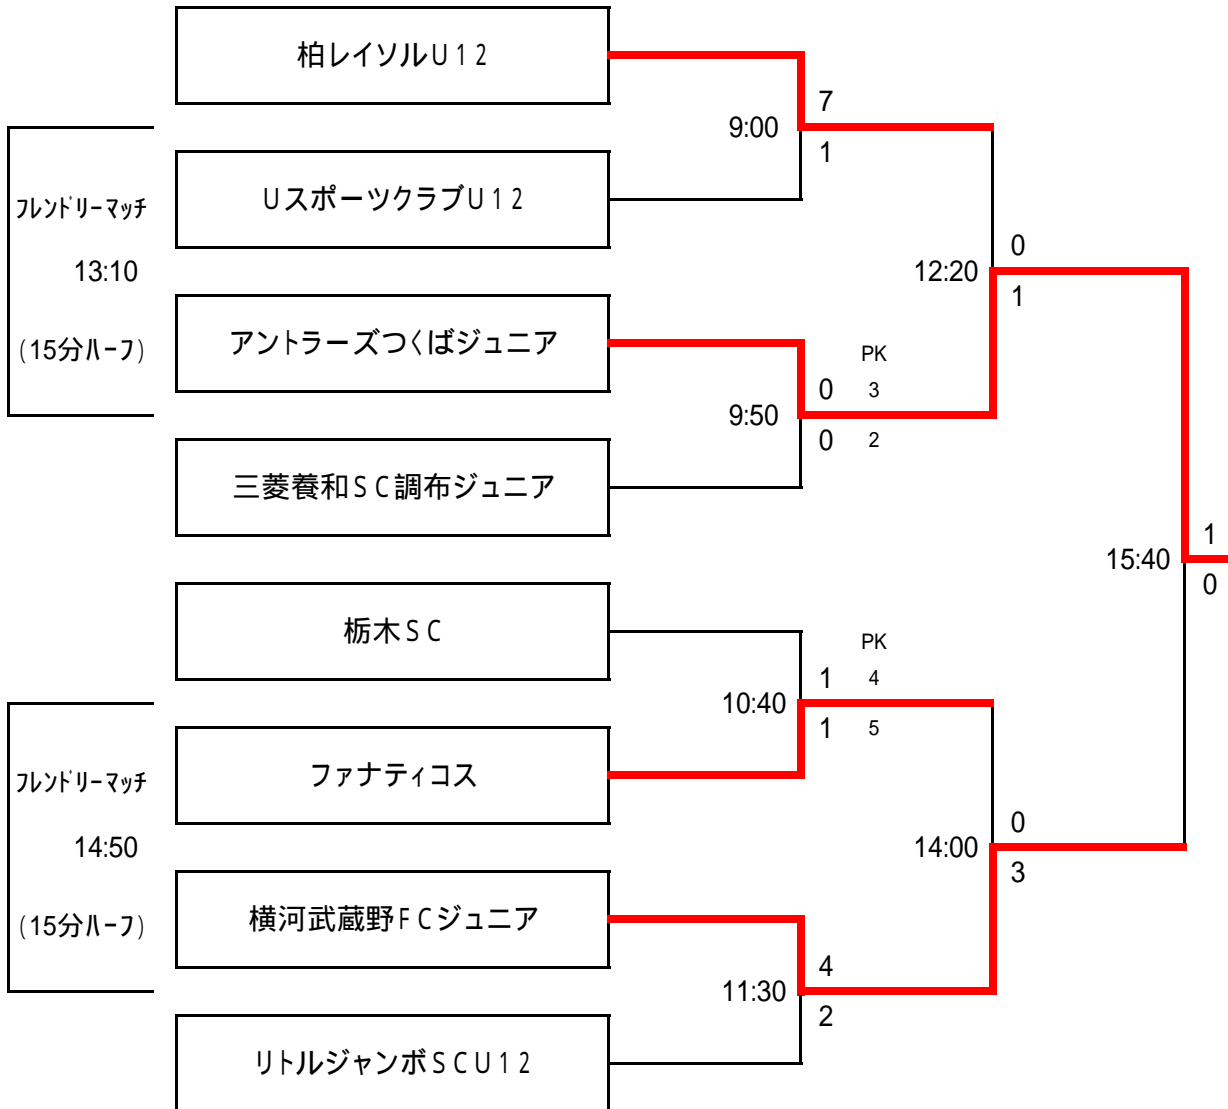 柏レイソルU12
7
9:00
1
フレンドリーマッチ
UスポーツクラブU12
13:10
0
12:20
1
(15分ハーフ)
アントラーズつくばジュニア
PK
0 3
9:50
0 2
三菱養和SC調布ジュニア
1
15:40
0
栃木SC
PK
1 4
10:40
1 5
フレンドリーマッチ
ファナティコス
14:50
0
14:00
3
(15分ハーフ)
横河武蔵野FCジュニア
4
11:30
2
リトルジャンボSCU12